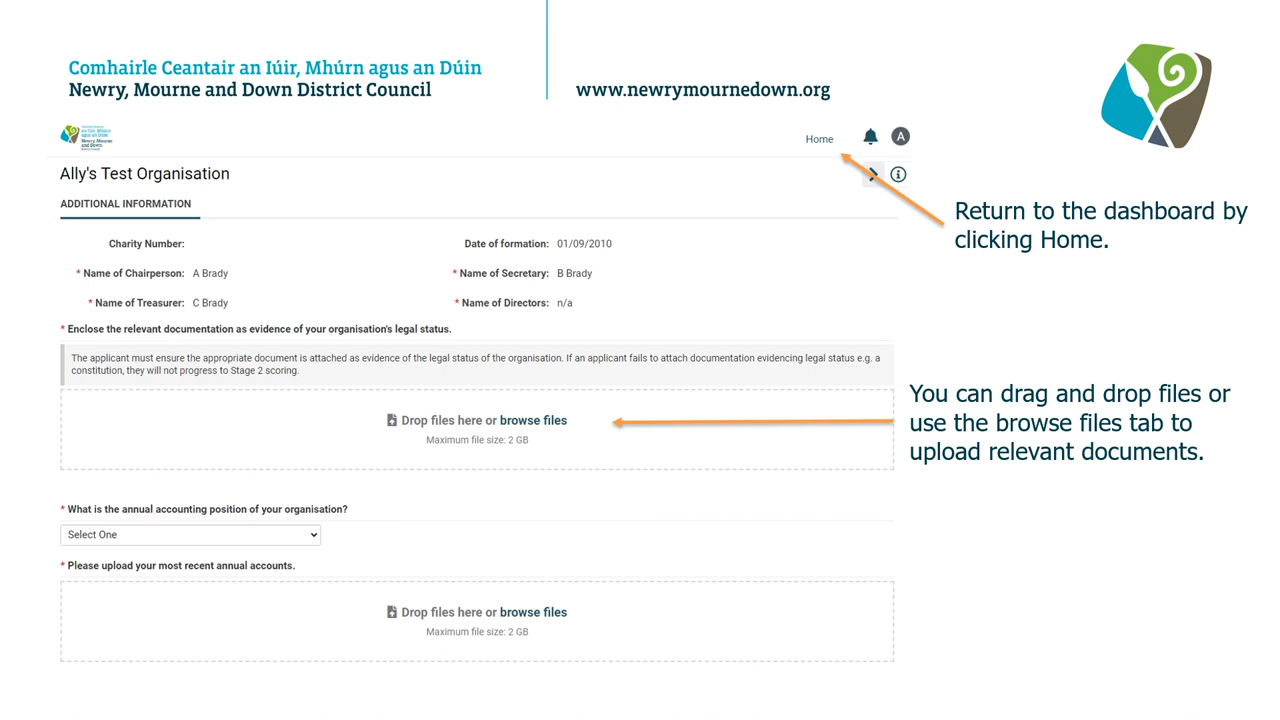 Comhairle Ceantair an Iúir, Mhúrn agus an Dúin
Newry, Mourne and Down District Council
www.newrymournedown.org
Home
A
Ally's Test Organisation
ADDITIONAL INFORMATION
Return to the dashboard by
clicking Home.
Charity Number:
Date of formation: 01/09/2010
* Name of Chairperson: A Brady
* Name of Secretary: B Brady
* Name of Treasurer: C Brady
* Name of Directors: n/a
* Enclose the relevant documentation as evidence of your organisation's legal status.
The applicant must ensure the appropriate document is attached as evidence of the legal status of the organisation. If an applicant fails to attach documentation evidencing legal status e.g. a
constitution, they will not progress to Stage 2 scoring.
Drop files here or browse files
Maximum file size: 2 GB
You can drag and drop files or
use the browse files tab to
upload relevant documents.
* What is the annual accounting position of your organisation?
Select One
* Please upload your most recent annual accounts.
Drop files here or browse files
Maximum file size: 2 GB